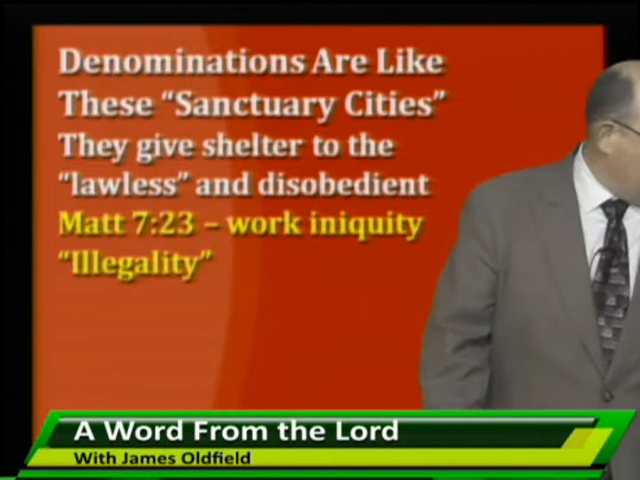 Denominations Are Like
These “Sanctuary Cities”
They give shelter to the
“lawless” and disobedient
Matt 7:23 – work iniquity
“Illegality”
A Word From the Lord
With James Oldfield